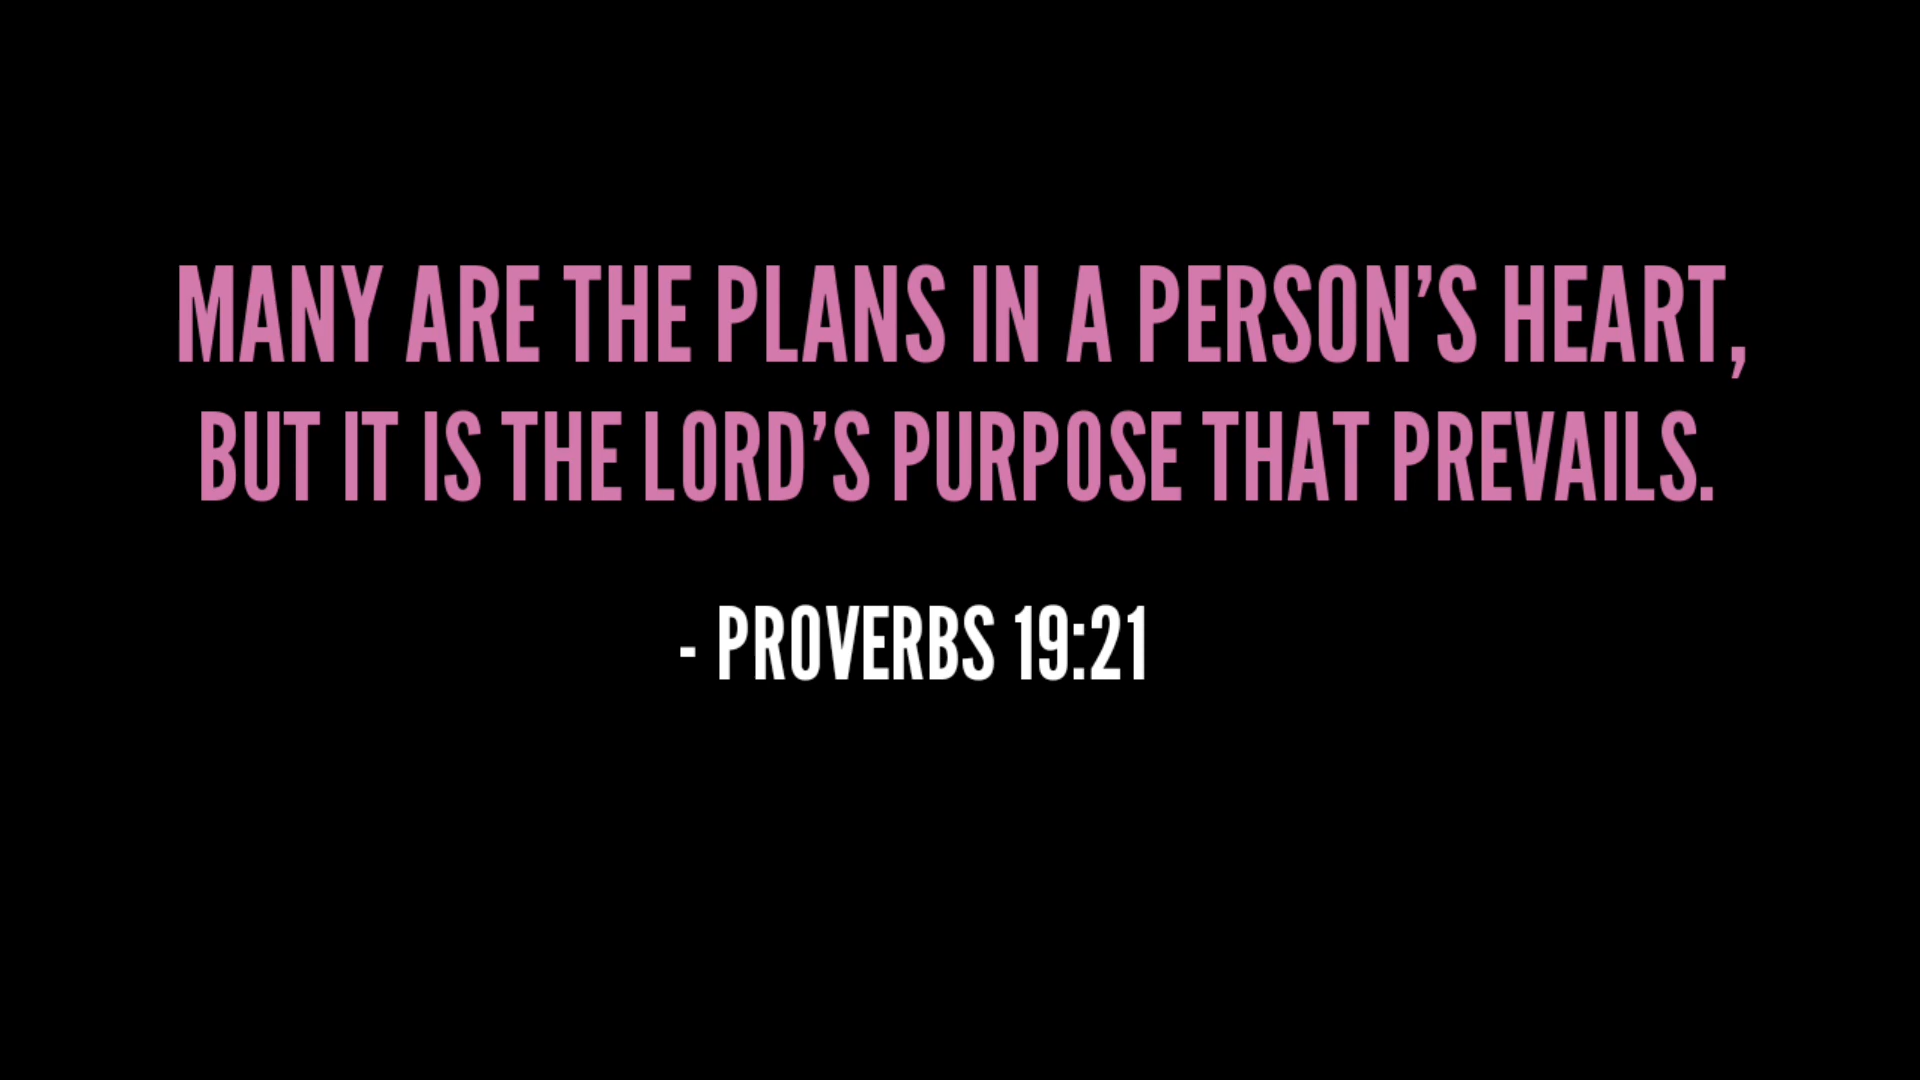 MANY ARE THE PLANS IN A PERSON’S HEART,
BUT IT IS THE LORD’S PURPOSE THAT PREVAILS.
- PROVERBS 19:21